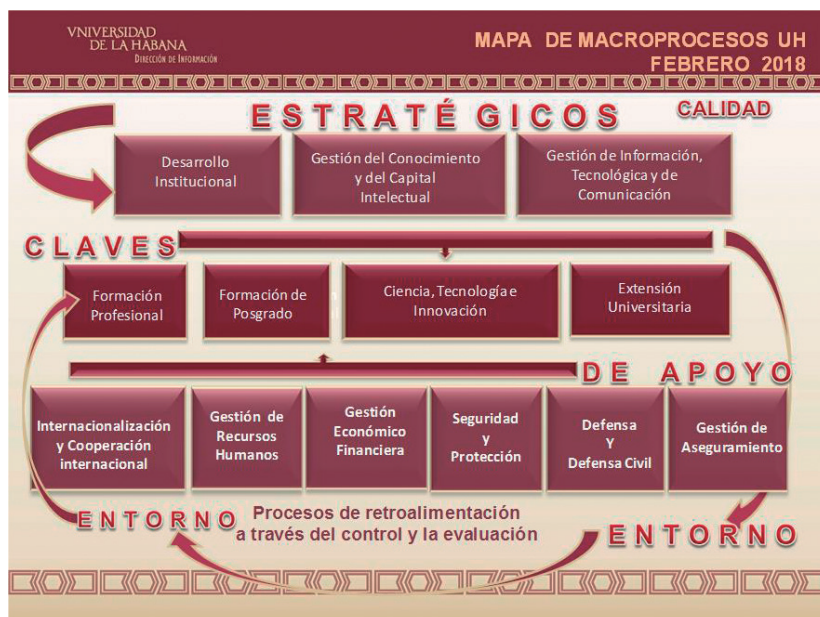 VNIVERSIDAD
DE LA HABANA
DIRECCIÓN DE INFORMACIÓN
MAPA DE MACROPROCESOS UH
FEBRERO 2018
ESTRATÉGICOS
CALIDAD
Desarrollo
Institucional
Gestión del Conocimiento
y del Capital
Intelectual
Gestión de Información,
Tecnológica y de
Comunicación
CLAVES
Formación
Profesional
Formación de
Posgrado
Ciencia, Tecnología e
Innovación
Extensión
Universitaria
DE APOYO
Internacionalización
y Cooperación
internacional
Gestión de
Recursos
Humanos
Gestión
Económico
Financiera
Seguridad
y
Protección
Defensa
Y
Defensa Civil
Gestión de
Aseguramiento
ENTORNO
Procesos de retroalimentación
a través del control y la evaluación
ENTORNO